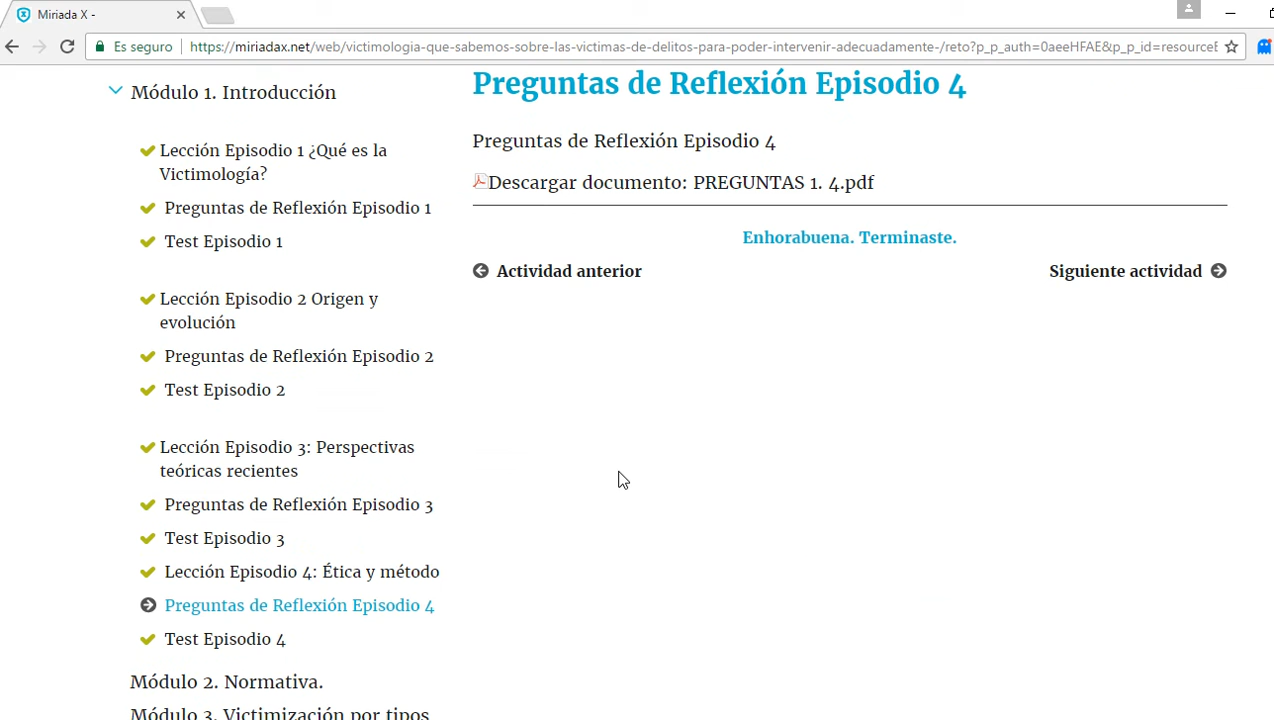 Miriada X -
Es seguro
https://miriadax.net/web/victimologia-que-sabemos-sobre-las-victimas-de-delitos-para-poder-intervenir-adecuadamente-/reto?p_p_auth=0aeeHFAE&p_p_id=resource
Módulo 1. Introducción
Lección Episodio 1 ¿Qué es la
Victimología?
Preguntas de Reflexión Episodio 1
Test Episodio 1
Lección Episodio 2 Origen y
evolución
Preguntas de Reflexión Episodio 2
Test Episodio 2
Lección Episodio 3: Perspectivas
teóricas recientes
Preguntas de Reflexión Episodio 3
Test Episodio 3
Lección Episodio 4: Ética y método
Preguntas de Reflexión Episodio 4
Test Episodio 4
Módulo 2. Normativa.
Módulo 3. Victimización por tipos
Preguntas de Reflexión Episodio 4
Preguntas de Reflexión Episodio 4
Descargar documento: PREGUNTAS 1. 4.pdf
Enhorabuena. Terminaste.
Actividad anterior
Siguiente actividad